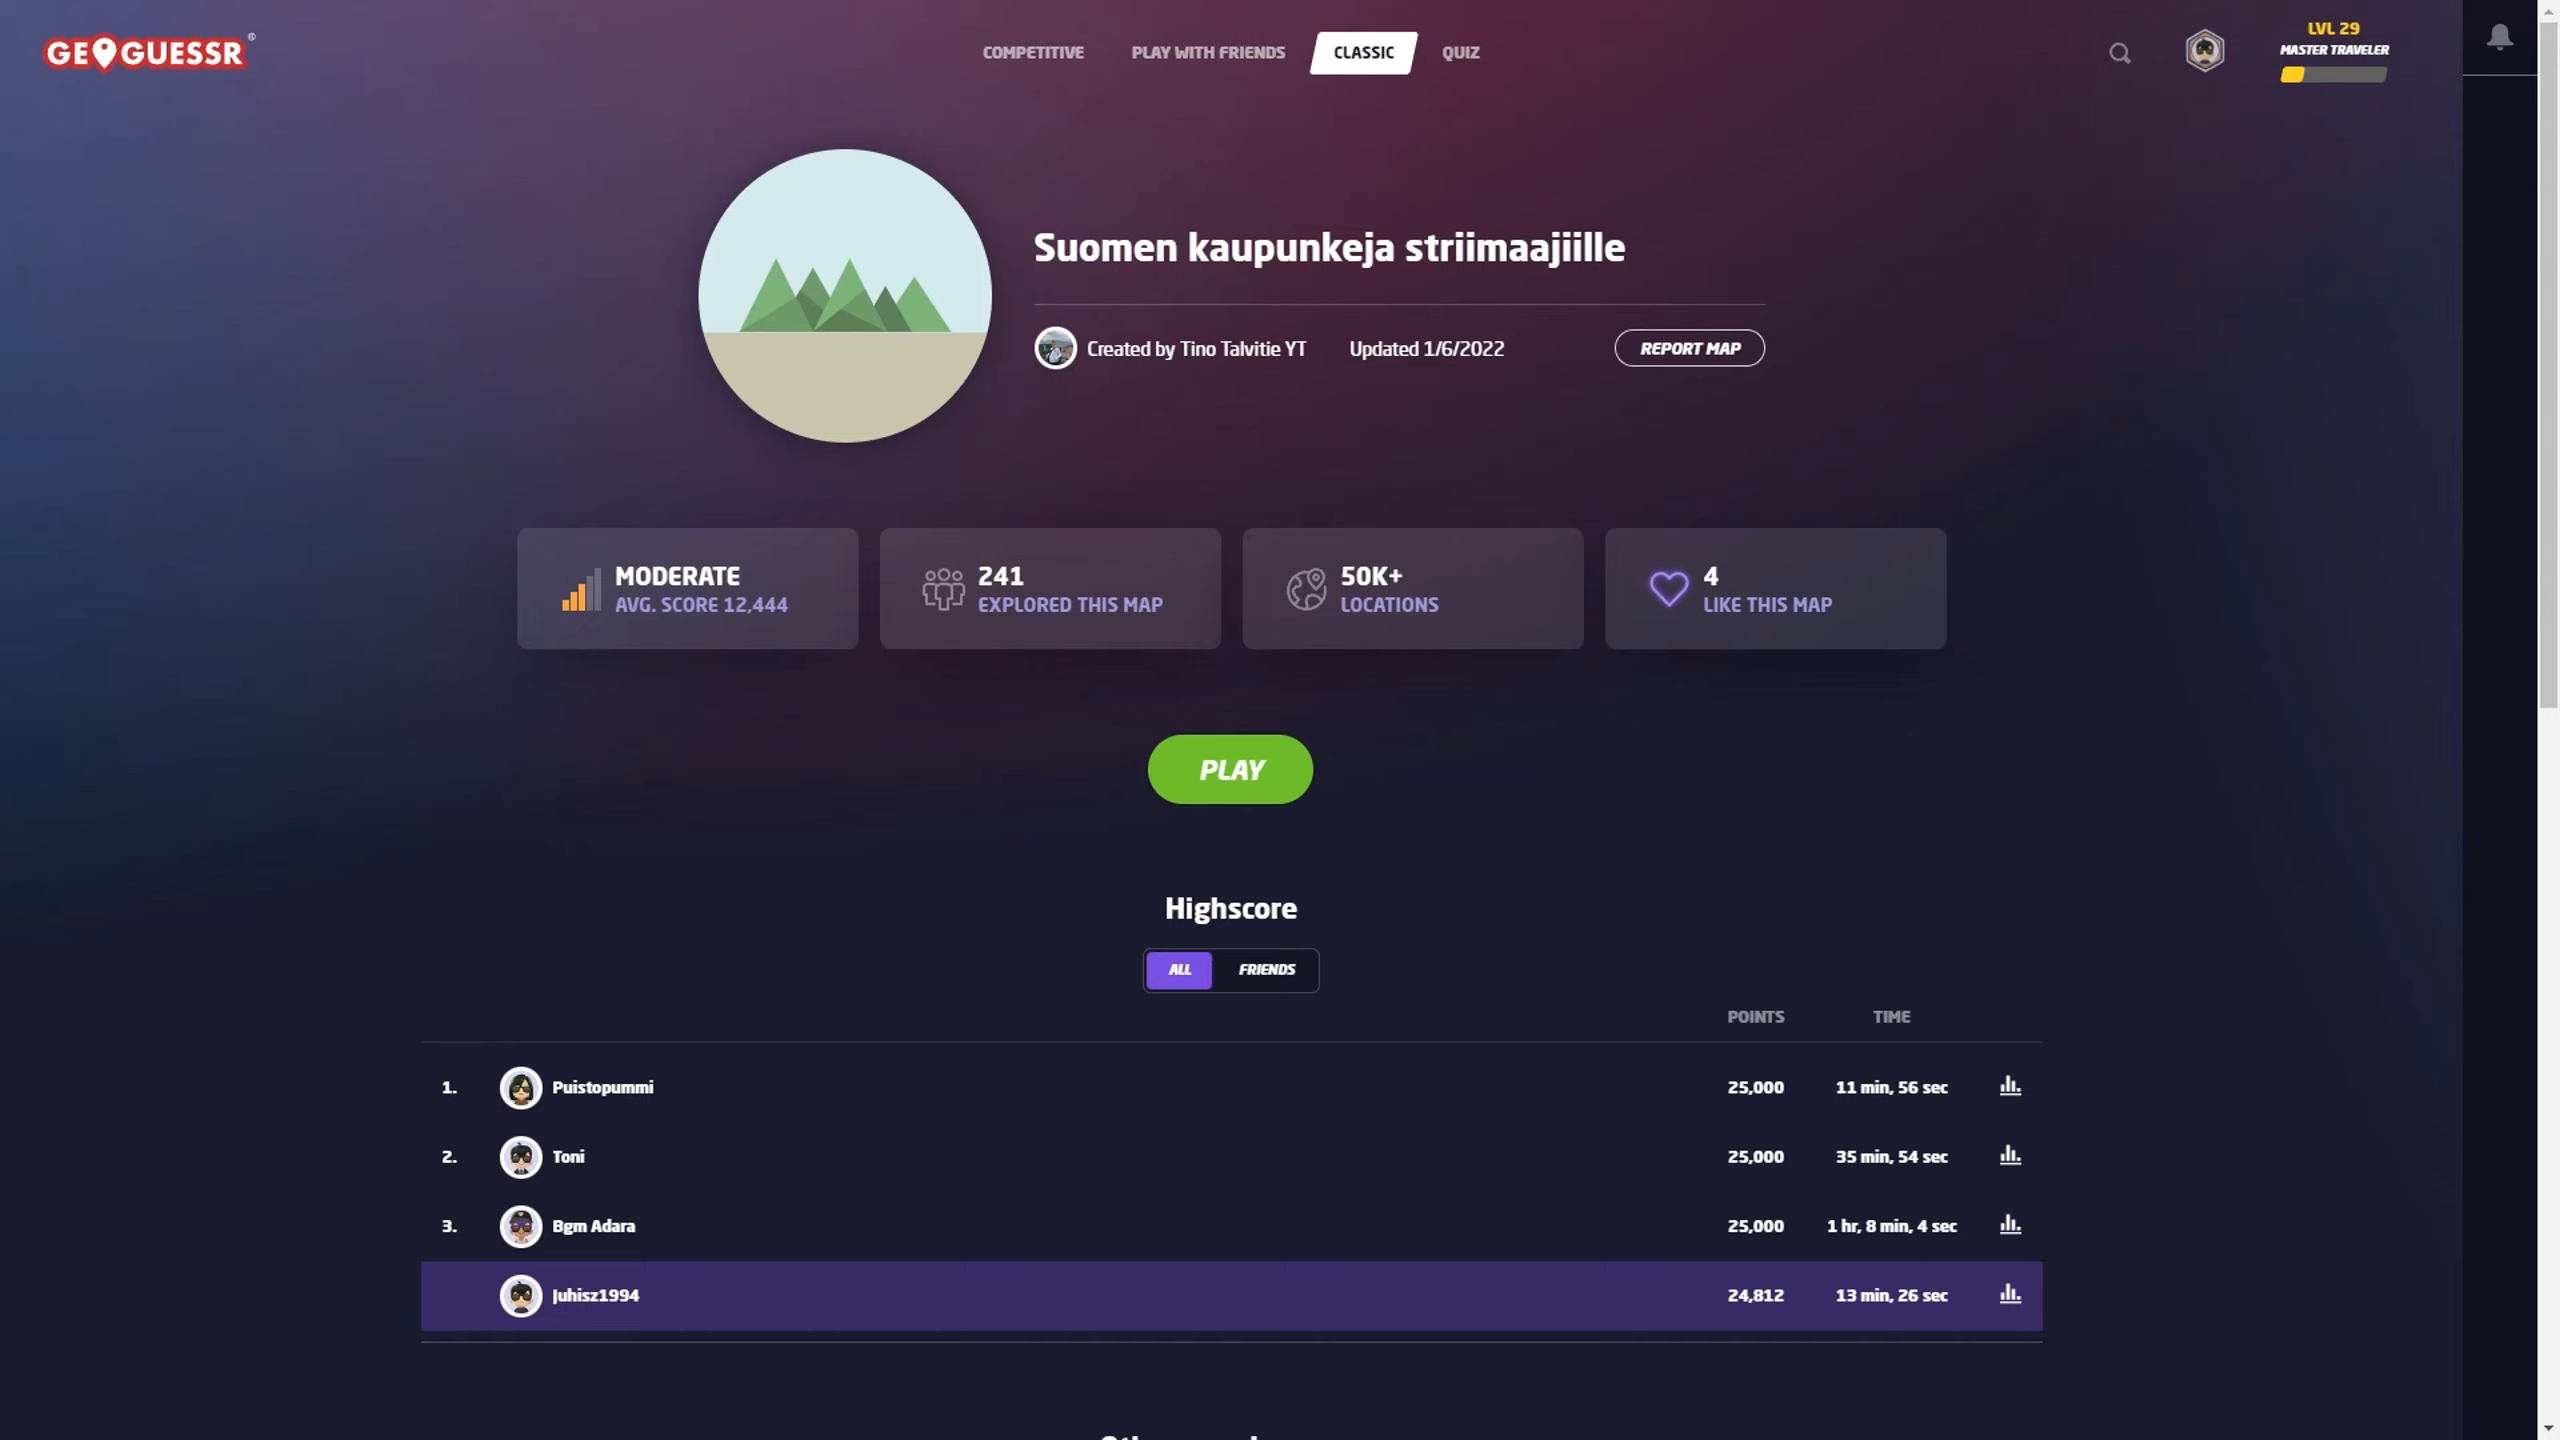 GEOGUESSR®
COMPETITIVE
PLAY WITH FRIENDS
CLASSIC
QUIZ
LVL 29
MASTER TRAVELER
Suomen kaupunkeja striimaajiille
Created by Tino Talvitie YT
Updated 1/6/2022
REPORT MAP
MODERATE
AVG. SCORE 12,444
241
EXPLORED THIS MAP
50K+
LOCATIONS
4
LIKE THIS MAP
PLAY
Highscore
ALL
FRIENDS
POINTS TIME
1. Puistopummi 25,000 11 min, 56 sec
2. Toni 25,000 35 min, 54 sec
3. Bgm Adara 25,000 1 hr, 8 min, 4 sec
Juhisz1994 24,812 13 min, 26 sec